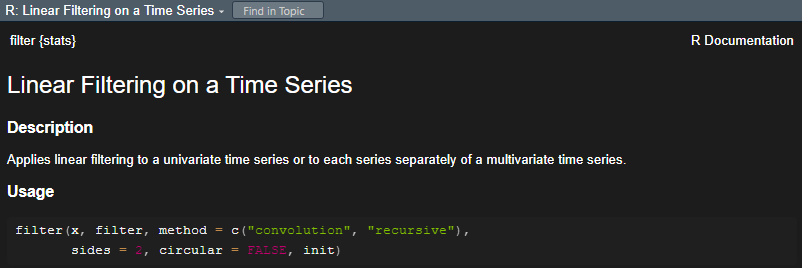 R: Linear Filtering on a Time Series Find in Topic
filter {stats} R Documentation
Linear Filtering on a Time Series
Description
Applies linear filtering to a univariate time series or to each series separately of a multivariate time series.
Usage
filter(x, filter, method = c("convolution", "recursive"),
sides = 2, circular = FALSE, init)